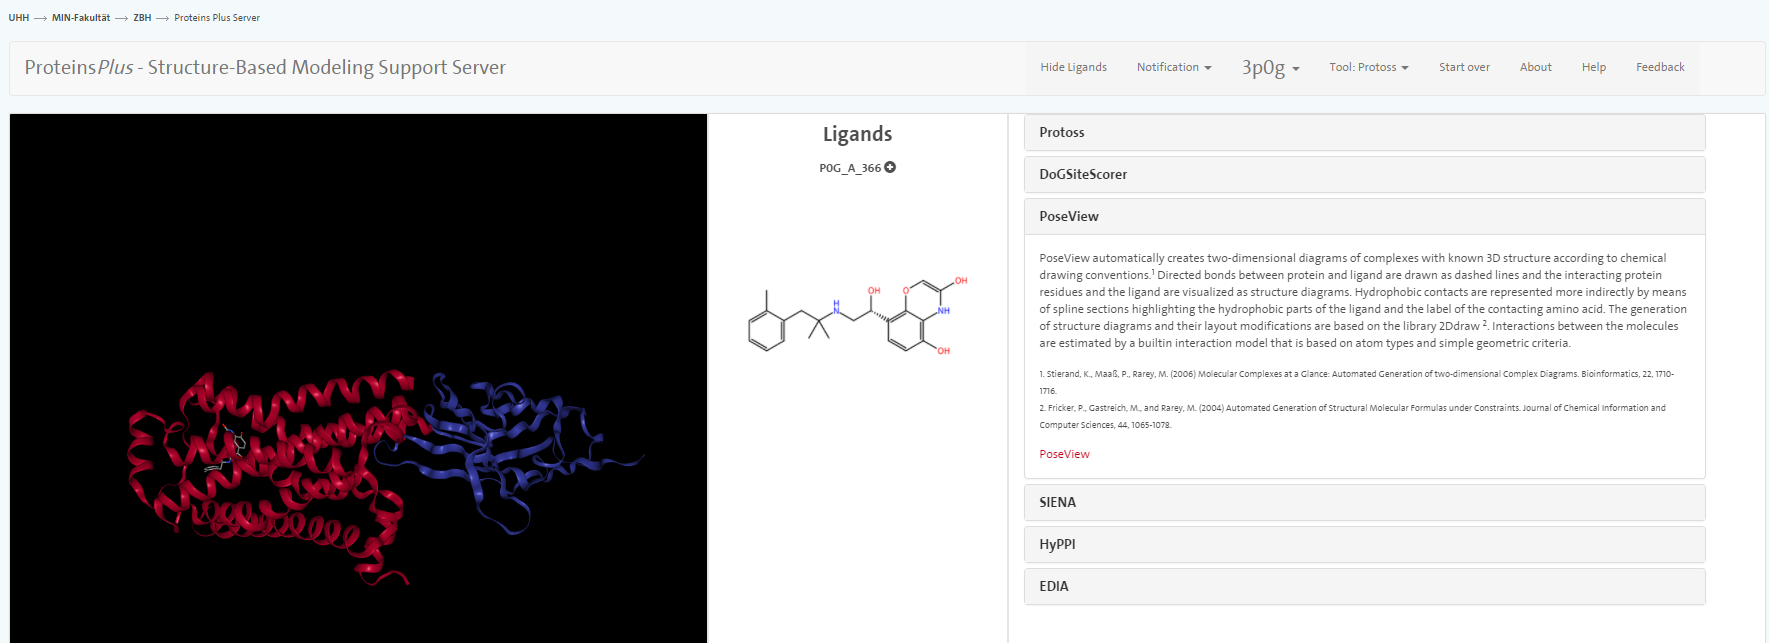 UHH → MIN-Fakultät → ZBH → Proteins Plus Server
ProteinsPlus - Structure-Based Modeling Support Server
Hide Ligands Notification 3p0g Tool: Protoss Start over About Help Feedback
Ligands
P0G_A_366
OH
O
OH
H
N
NH
OH
Protoss
DoGSiteScorer
PoseView
PoseView automatically creates two-dimensional diagrams of complexes with known 3D structure according to chemical
drawing conventions.1 Directed bonds between protein and ligand are drawn as dashed lines and the interacting protein
residues and the ligand are visualized as structure diagrams. Hydrophobic contacts are represented more indirectly by means
of spline sections highlighting the hydrophobic parts of the ligand and the label of the contacting amino acid. The generation
of structure diagrams and their layout modifications are based on the library 2Ddraw 2. Interactions between the molecules
are estimated by a builtin interaction model that is based on atom types and simple geometric criteria.
1. Stierand, K., Maaß, P., Rarey, M. (2006) Molecular Complexes at a Glance: Automated Generation of two-dimensional Complex Diagrams. Bioinformatics, 22, 1710-
1716.
2. Fricker, P., Gastreich, M., and Rarey, M. (2004) Automated Generation of Structural Molecular Formulas under Constraints. Journal of Chemical Information and
Computer Sciences, 44, 1065-1078.
PoseView
SIENA
HyPPI
EDIA